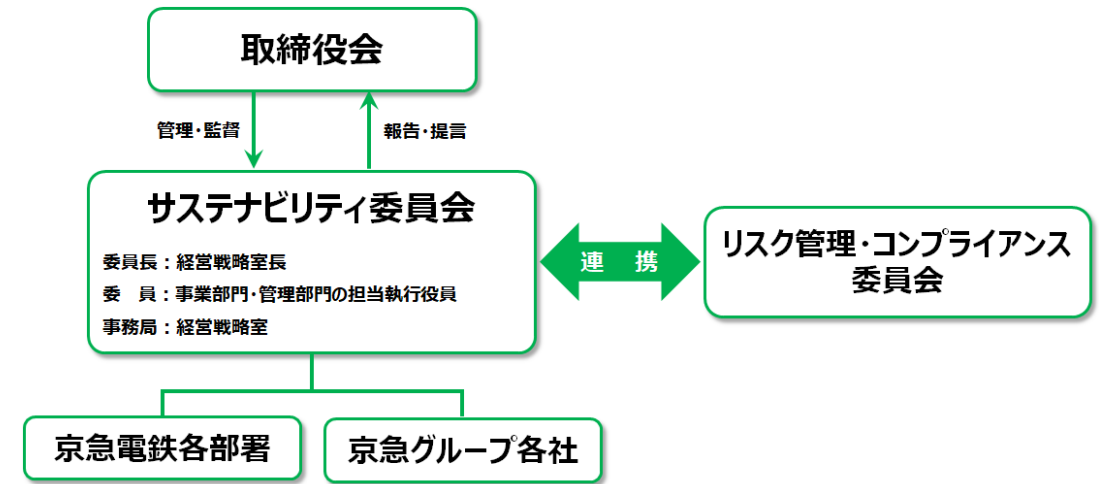 取締役会
管理・監督
報告・提言
サステナビリティ委員会
委員長：経営戦略室長
委　員：事業部門・管理部門の担当執行役員
事務局：経営戦略室
連　携
リスク管理・コンプライアンス
委員会
京急電鉄各部署
京急グループ各社